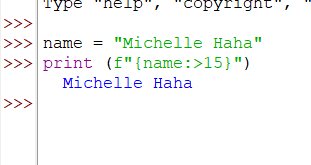 Type "help", "copyright", "
>>>
>>> name = "Michelle Haha"
>>> print (f"{name:>15}")
  Michelle Haha
>>>